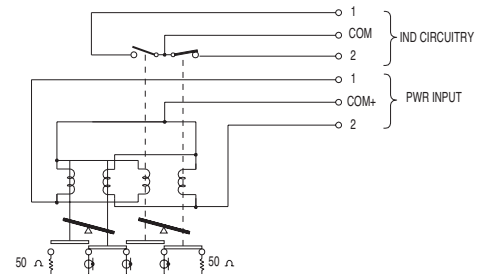 1
COM
IND CIRCUITRY
2
1
COM+
PWR INPUT
2
50 Ω
50 Ω